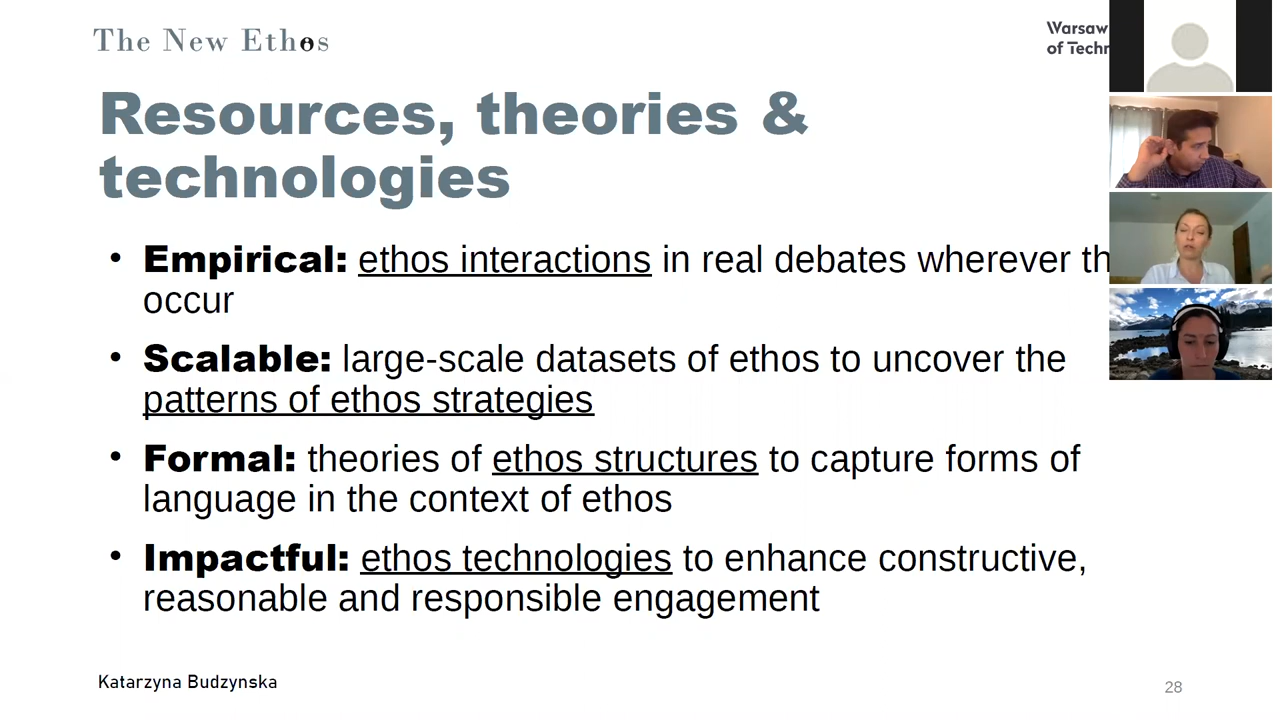 The New Ethos
Warsaw
of Techn
Resources, theories &
technologies
• Empirical: ethos interactions in real debates wherever th
occur
• Scalable: large-scale datasets of ethos to uncover the
patterns of ethos strategies
• Formal: theories of ethos structures to capture forms of
language in the context of ethos
• Impactful: ethos technologies to enhance constructive,
reasonable and responsible engagement
Katarzyna Budzynska
28